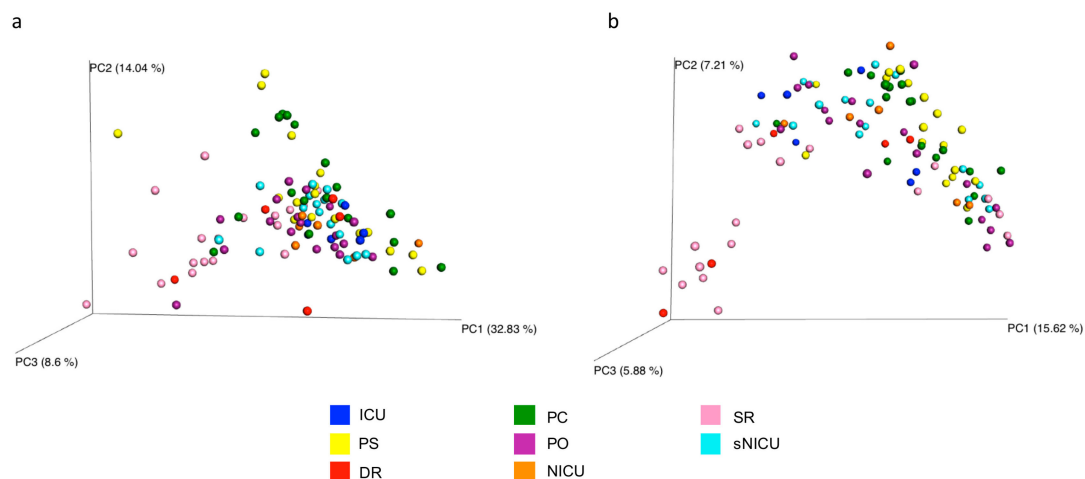 a
b
PC2 (14.04 %)
PC1 (32.83 %)
PC3 (8.6 %)
PC2 (7.21 %)
PC1 (15.62 %)
PC3 (5.88 %)
ICU
PC
SR
PS
PO
sNICU
DR
NICU